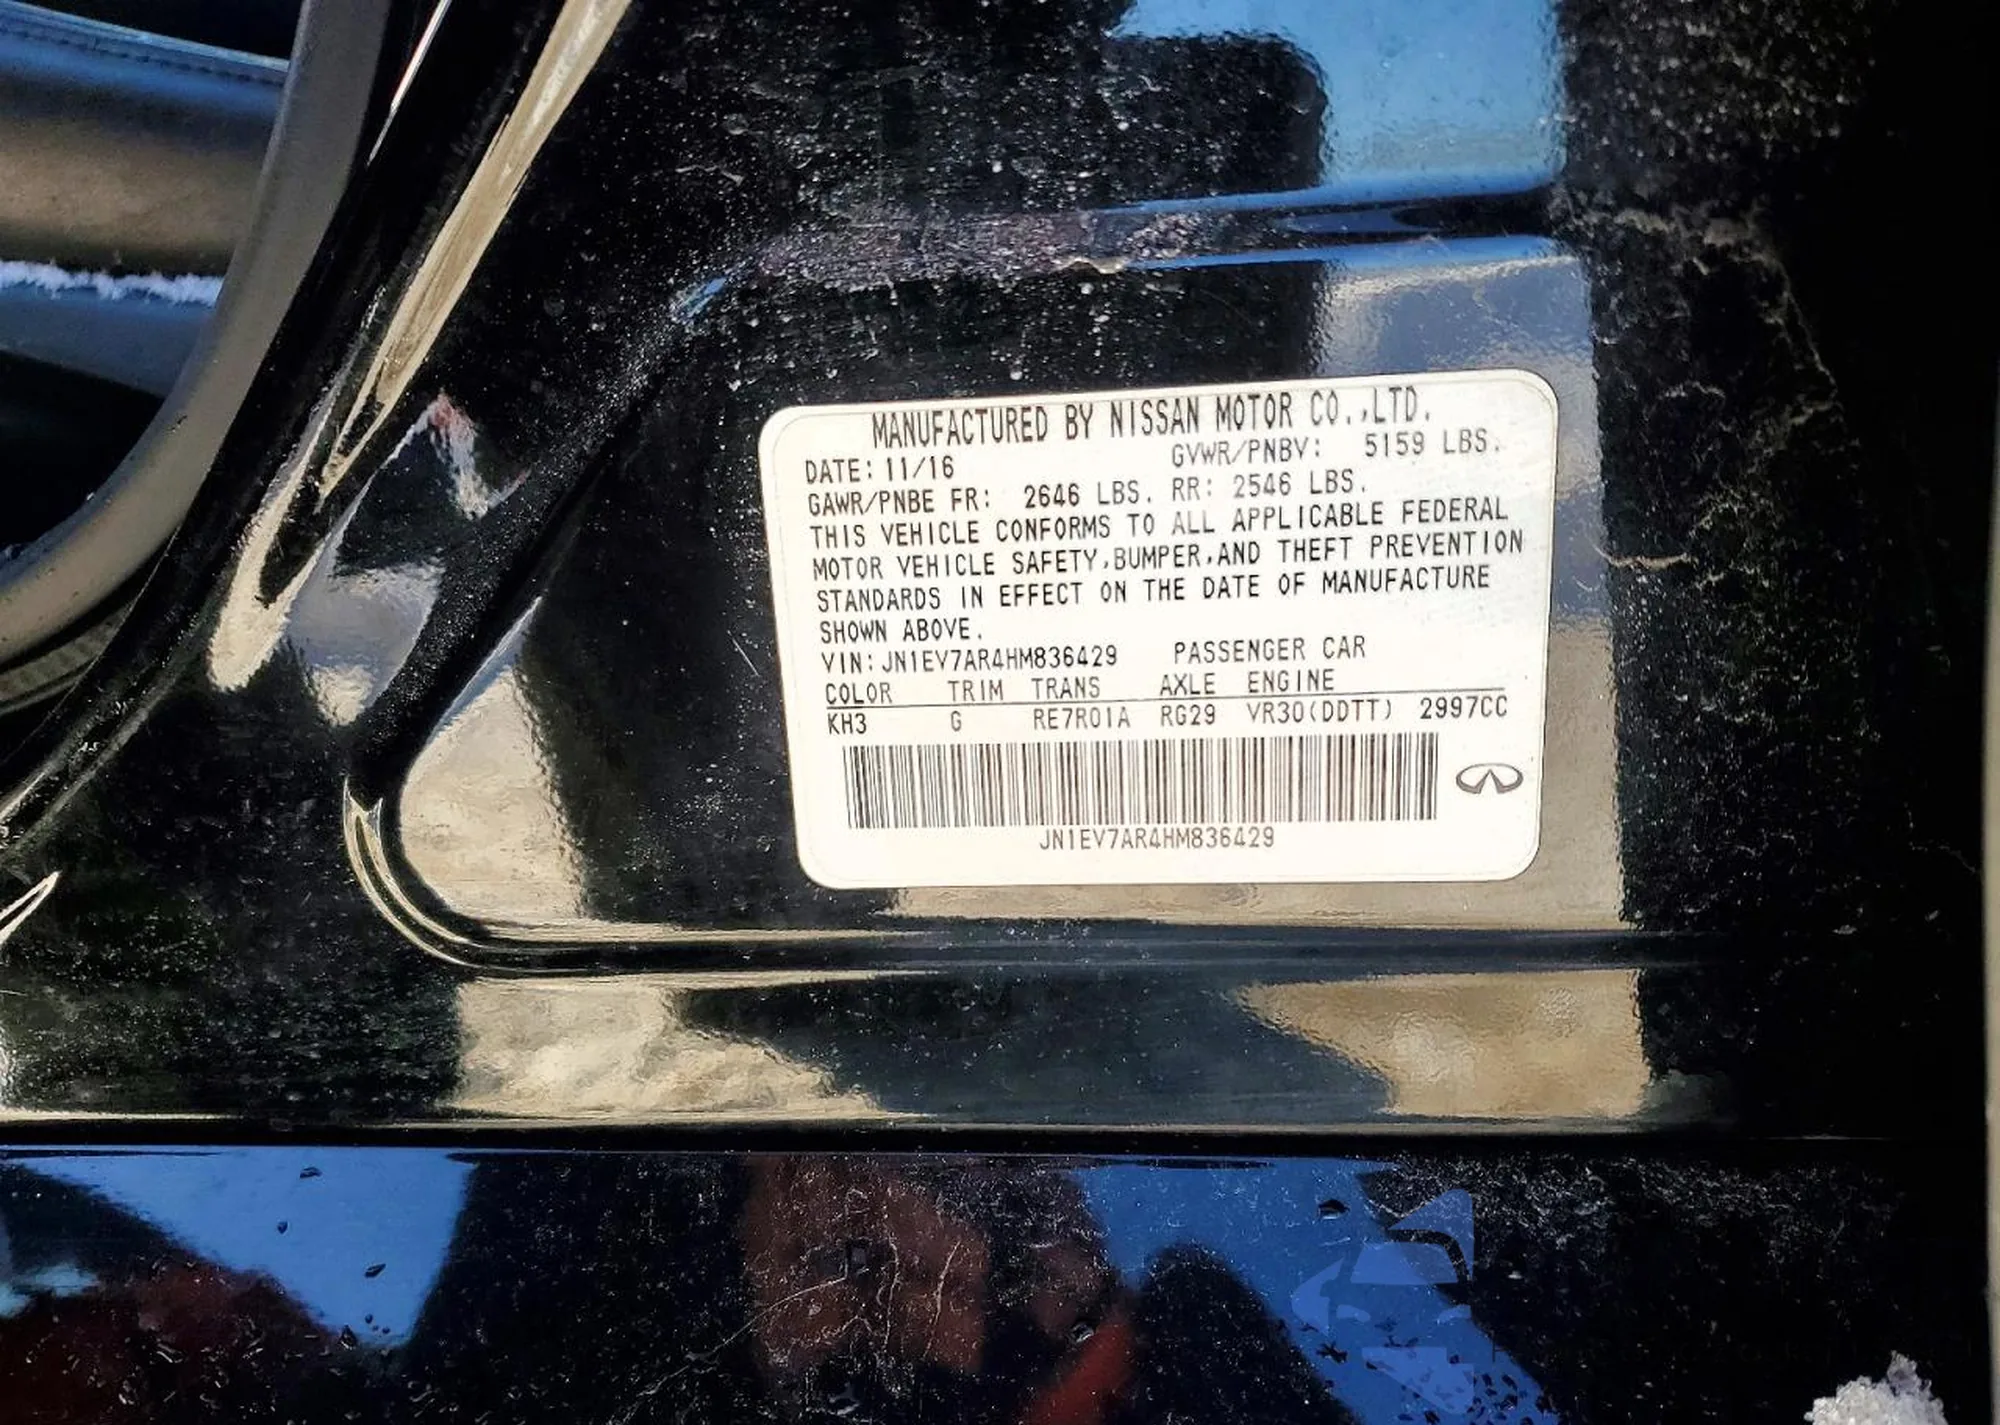 MANUFACTURED BY NISSAN MOTOR CO.,LTD.
DATE: 11/16 GVWR/PNBV: 5159 LBS.
GAWR/PNBE FR: 2646 LBS. RR: 2546 LBS.
THIS VEHICLE CONFORMS TO ALL APPLICABLE FEDERAL
MOTOR VEHICLE SAFETY,BUMPER,AND THEFT PREVENTION
STANDARDS IN EFFECT ON THE DATE OF MANUFACTURE
SHOWN ABOVE.
VIN: JN1EV7AR4HM836429 PASSENGER CAR
COLOR TRIM TRANS AXLE ENGINE
KH3 G RE7R01A RG29 VR30(DDTT) 2997CC
JN1EV7AR4HM836429